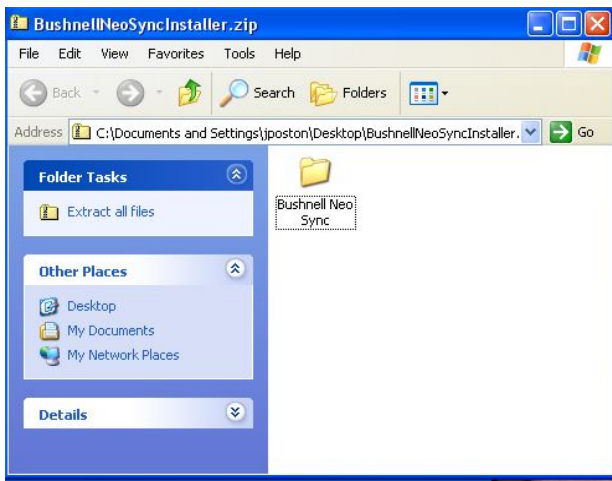 BushnellNeoSyncInstaller.zip
File Edit View Favorites Tools Help
Back Search Folders
Address C:\Documents and Settings\jposton\Desktop\BushnellNeoSyncInstaller. Go
Folder Tasks
Extract all files
Other Places
Desktop
My Documents
My Network Places
Details
Bushnell Neo
Sync